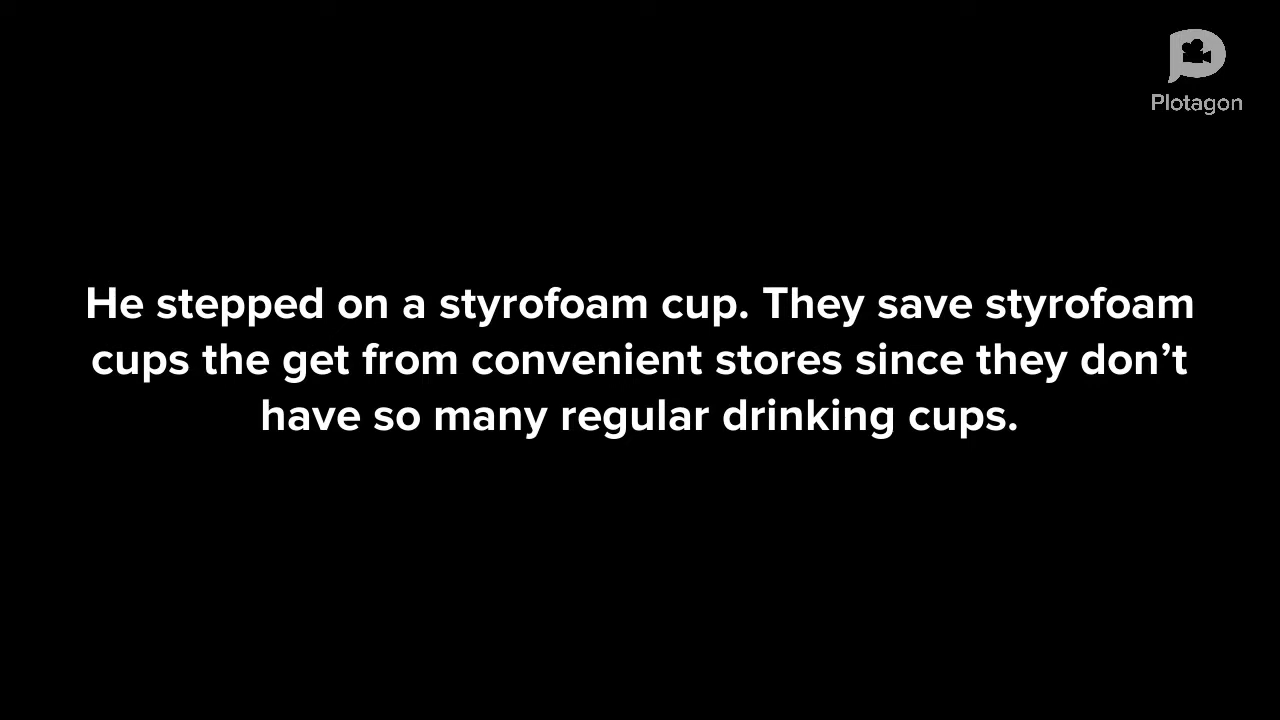 Plotagon
He stepped on a styrofoam cup. They save styrofoam
cups the get from convenient stores since they don’t
have so many regular drinking cups.